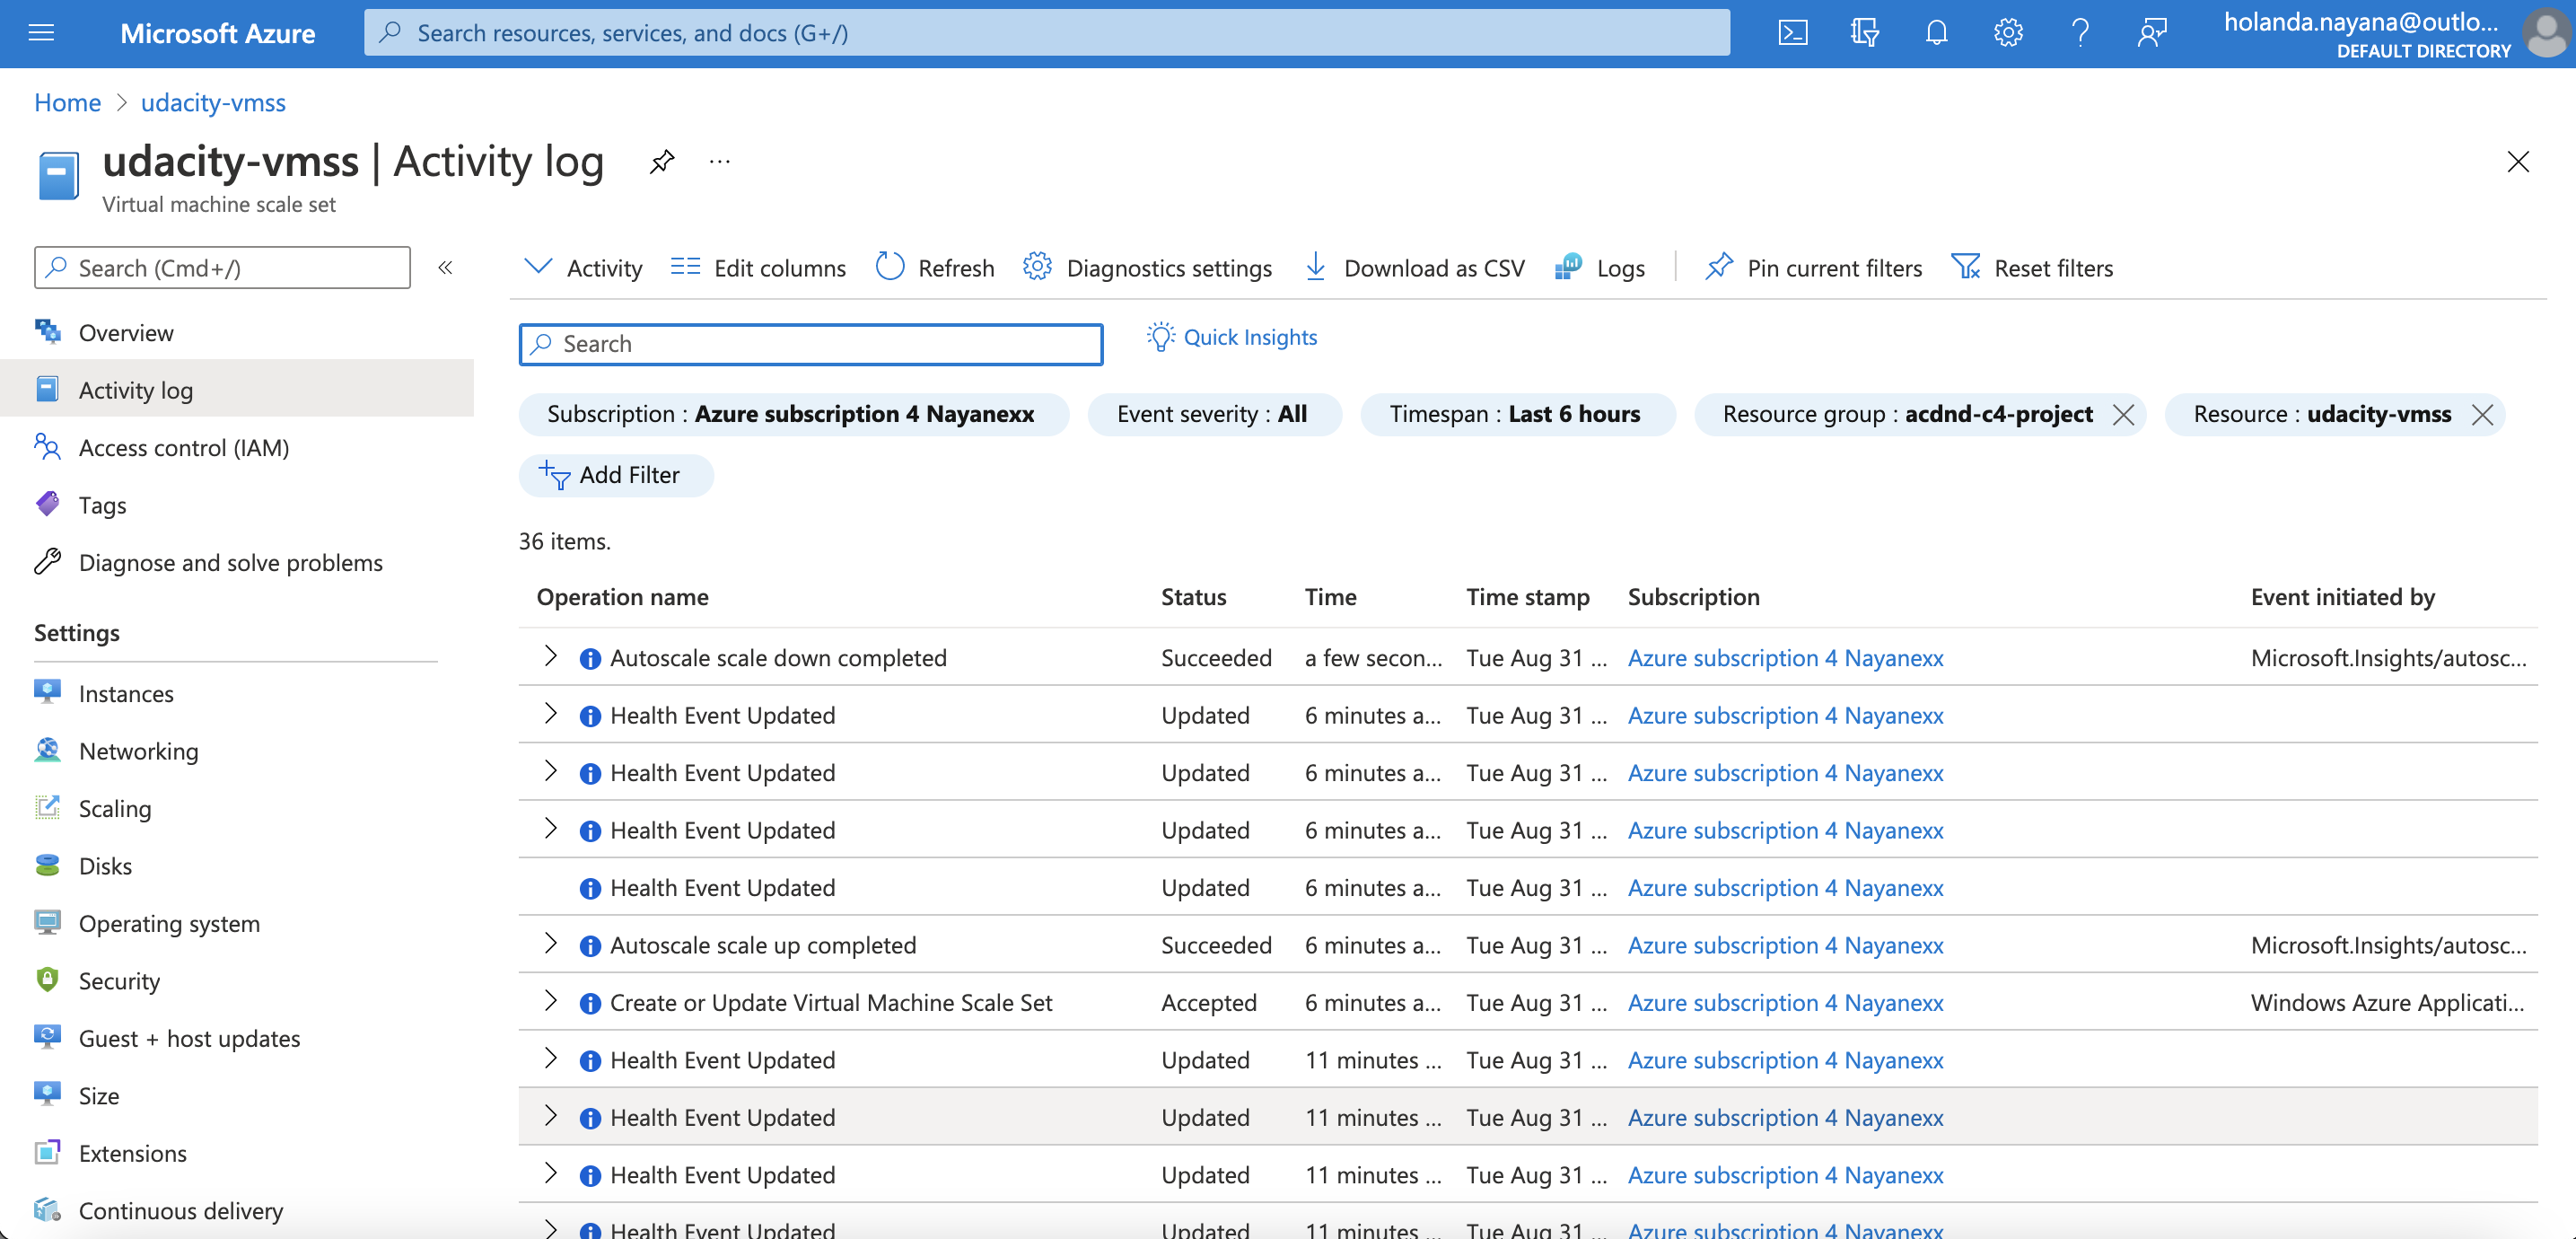 Microsoft Azure
Search resources, services, and docs (G+/)
holanda.nayana@outlo...
DEFAULT DIRECTORY
Home > udacity-vmss
udacity-vmss | Activity log
Virtual machine scale set
Search (Cmd+/)
Overview
Activity log
Access control (IAM)
Tags
Diagnose and solve problems
Settings
Instances
Networking
Scaling
Disks
Operating system
Security
Guest + host updates
Size
Extensions
Continuous delivery
Activity Edit columns Refresh Diagnostics settings Download as CSV Logs Pin current filters Reset filters
Search
Quick Insights
Subscription : Azure subscription 4 Nayanexx Event severity : All Timespan : Last 6 hours Resource group : acdnd-c4-project Resource : udacity-vmss
Add Filter
36 items.
Operation name Status Time Time stamp Subscription Event initiated by
Autoscale scale down completed Succeeded a few secon... Tue Aug 31 ... Azure subscription 4 Nayanexx Microsoft.Insights/autosc...
Health Event Updated Updated 6 minutes a... Tue Aug 31 ... Azure subscription 4 Nayanexx
Health Event Updated Updated 6 minutes a... Tue Aug 31 ... Azure subscription 4 Nayanexx
Health Event Updated Updated 6 minutes a... Tue Aug 31 ... Azure subscription 4 Nayanexx
Health Event Updated Updated 6 minutes a... Tue Aug 31 ... Azure subscription 4 Nayanexx
Autoscale scale up completed Succeeded 6 minutes a... Tue Aug 31 ... Azure subscription 4 Nayanexx Microsoft.Insights/autosc...
Create or Update Virtual Machine Scale Set Accepted 6 minutes a... Tue Aug 31 ... Azure subscription 4 Nayanexx Windows Azure Applicati...
Health Event Updated Updated 11 minutes ... Tue Aug 31 ... Azure subscription 4 Nayanexx
Health Event Updated Updated 11 minutes ... Tue Aug 31 ... Azure subscription 4 Nayanexx
Health Event Updated Updated 11 minutes ... Tue Aug 31 ... Azure subscription 4 Nayanexx
Health Event Updated Updated 11 minutes ... Tue Aug 31 ... Azure subscription 4 Nayanexx